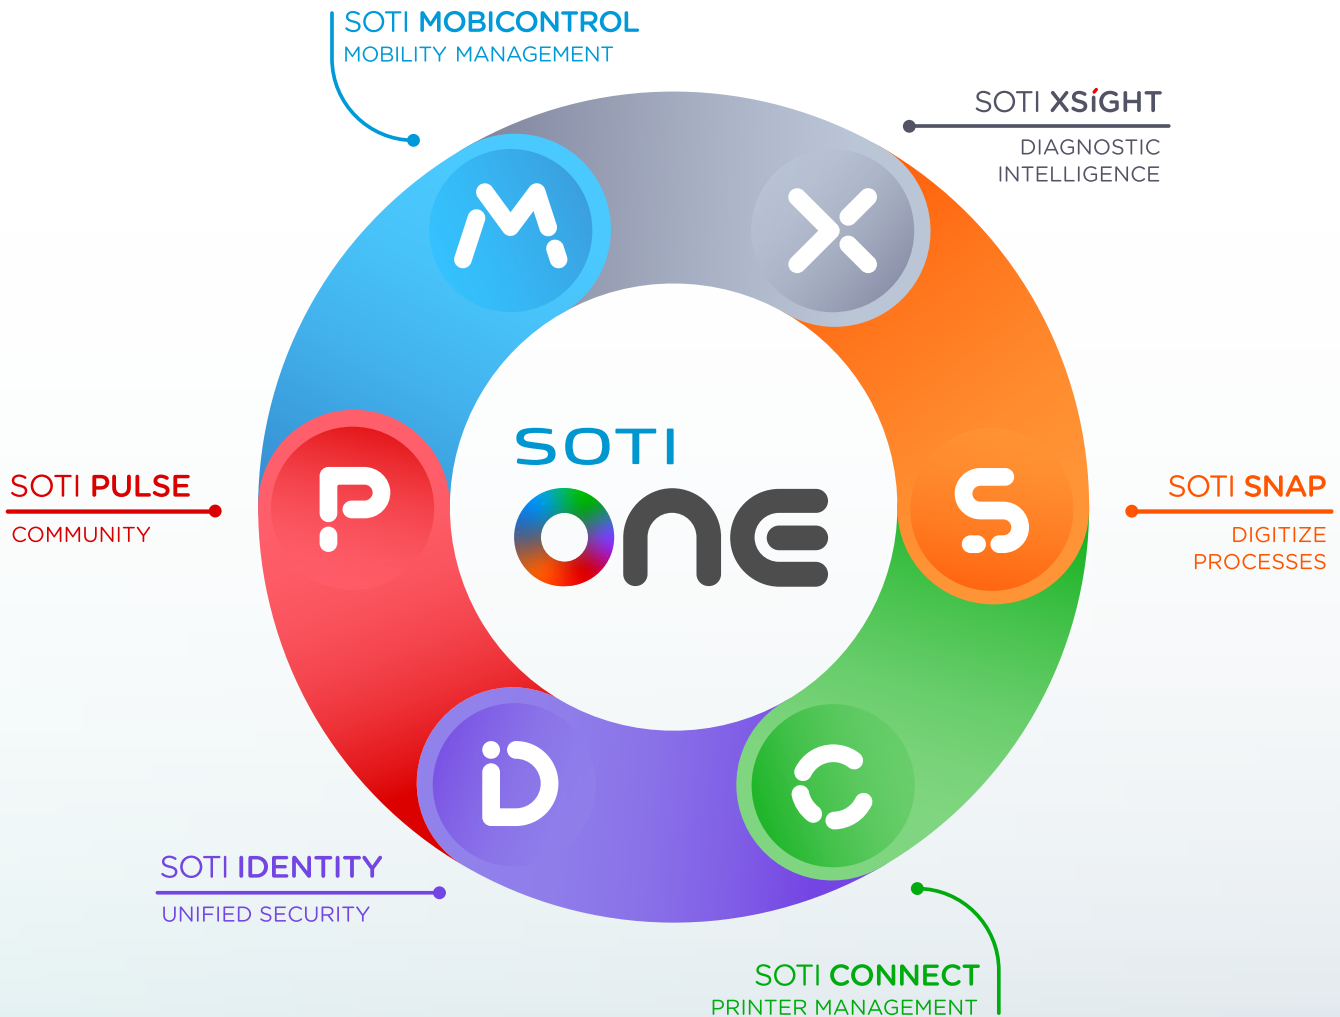 SOTI MOBICONTROL
MOBILITY MANAGEMENT
SOTI XSiGHT
DIAGNOSTIC
INTELLIGENCE
M
X
SOTI
ONE
P
S
SOTI PULSE
COMMUNITY
SOTI SNAP
DIGITIZE
PROCESSES
iD
C
SOTI IDENTITY
UNIFIED SECURITY
SOTI CONNECT
PRINTER MANAGEMENT